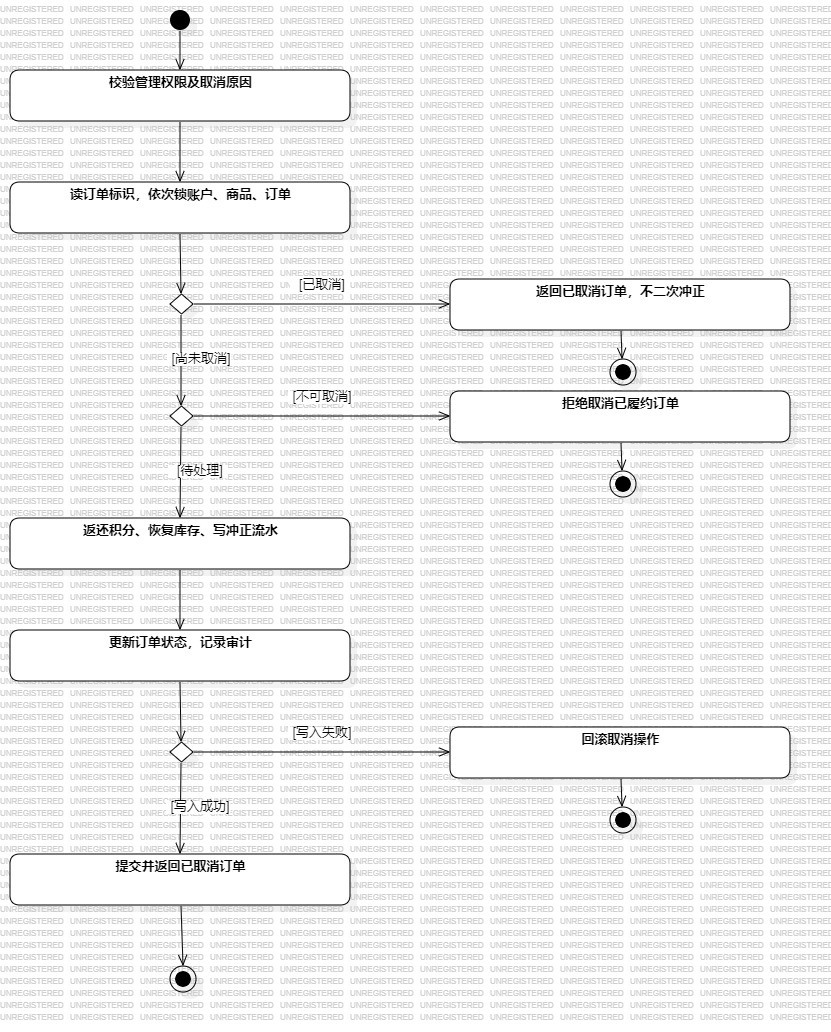 校验管理权限及取消原因
读订单标识，依次锁账户、商品、订单
[已取消]
返回已取消订单，不二次冲正
[尚未取消]
[不可取消]
拒绝取消已履约订单
[待处理]
返还积分、恢复库存、写冲正流水
更新订单状态，记录审计
[写入失败]
回滚取消操作
[写入成功]
提交并返回已取消订单
UNREGISTERED